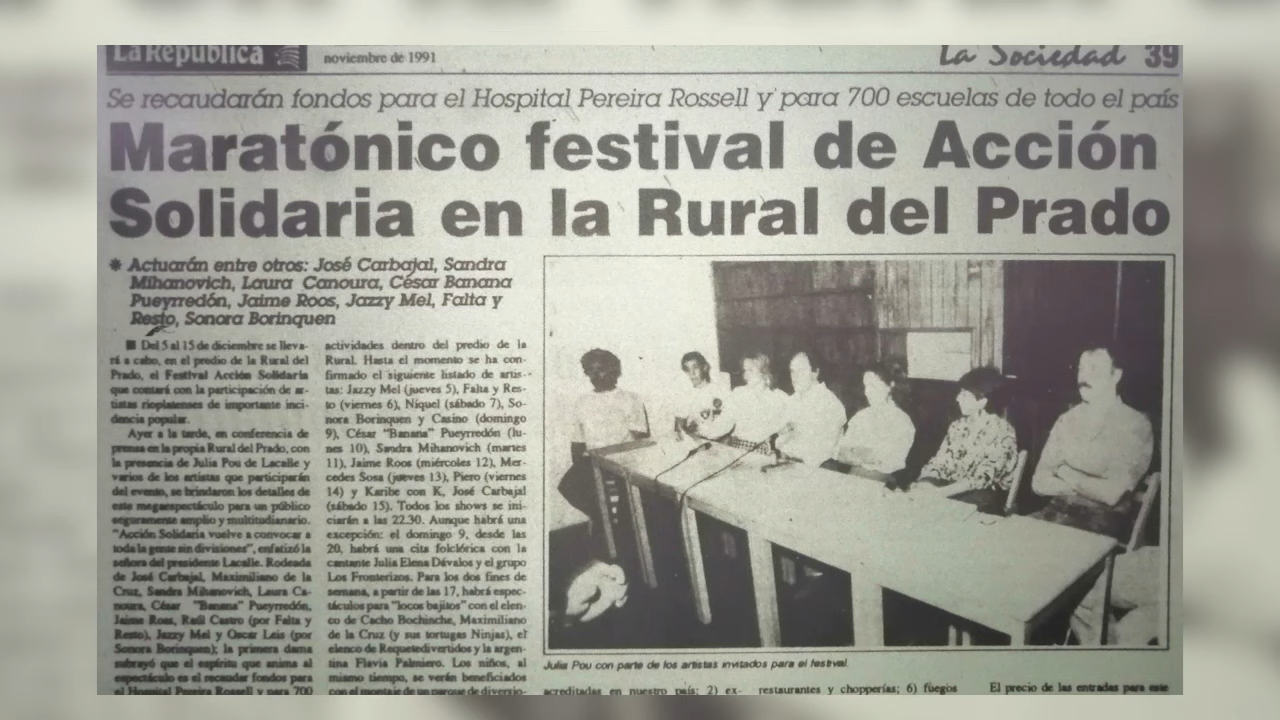 La República
noviembre de 1991
La Sociedad 39
Se recaudarán fondos para el Hospital Pereira Rossell y para 700 escuelas de todo el país
Maratónico festival de Acción
Solidaria en la Rural del Prado
* Actuarán entre otros: José Carbajal, Sandra
Mihanovich, Laura Canoura, César Banana
Pueyrredón, Jaime Roos, Jazzy Mel, Falta y
Resto, Sonora Borinquen
■ Del 5 al 15 de diciembre se lleva-
rá a cabo, en el predio de la Rural del
Prado, el Festival Acción Solidaria
que contará con la participación de ar-
tistas rioplatenses de importante inci-
dencia popular.
Ayer a la tarde, en conferencia de
prensa en la propia Rural del Prado, con
la presencia de Julia Pou de Lacalle y
varios de los artistas que participarán
del evento, se brindaron los detalles de
este megaespectáculo para un público
seguramente amplio y multitudianario.
"Acción Solidaria vuelve a convocar a
toda la gente sin divisiones", enfatizó la
señora del presidente Lacalle. Rodeada
de José Carbajal, Maximiliano de la
Cruz, Sandra Mihanovich, Laura Ca-
noura, César "Banana" Pueyrredón,
Jaime Roos, Raúl Castro (por Falta y
Resto), Jazzy Mel y Oscar Leis (por
Sonora Borinquen); la primera dama
subrayó que el espíritu que anima al
espectáculo es el recaudar fondos para
el Hospital Pereira Rossell y para 700
actividades dentro del predio de la
Rural. Hasta el momento se ha con-
firmado el siguiente listado de artis-
tas: Jazzy Mel (jueves 5), Falta y Res-
to (viernes 6), Níquel (sábado 7), So-
nora Borinquen y Casino (domingo
9), César "Banana" Pueyrredón (lu-
nes 10), Sandra Mihanovich (martes
11), Jaime Roos (miércoles 12), Mer-
cedes Sosa (jueves 13), Piero (viernes
14) y Karibe con K, José Carbajal
(sábado 15). Todos los shows se ini-
ciarán a las 22.30. Aunque habrá una
excepción: el domingo 9, desde las
20, habrá una cita folclórica con la
cantante Julia Elena Dávalos y el grupo
Los Fronterizos. Para los dos fines de
semana, a partir de las 17, habrá espec-
táculos para "locos bajitos" con el elen-
co de Cacho Bochinche, Maximiliano
de la Cruz (y sus tortugas Ninjas), el
elenco de Requetedivertidos y la argen-
tina Flavia Palmiero. Los niños, al
mismo tiempo, se verán beneficiados
con el montaje de un parque de diversio-
Julia Pou con parte de los artistas invitados para el festival.
acreditadas en nuestro país; 2) ex-
restaurantes y chopperías; 6) fuegos
El precio de las entradas para este